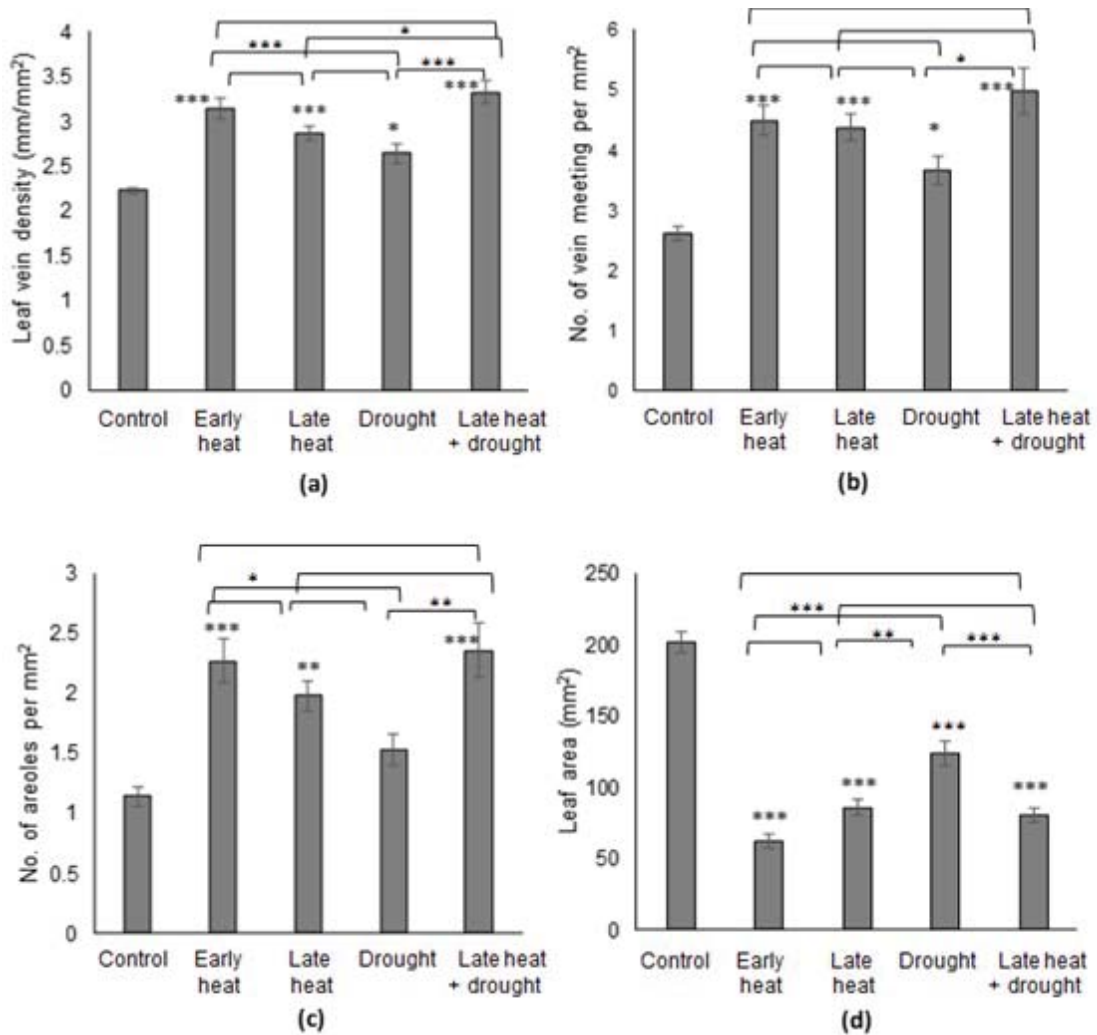 Leaf vein density (mm/mm²)
4
3.5
3
2.5
2
1.5
1
0.5
0
***
*
***
***
***
*
***
Control
Early
heat
Late
heat
Drought
Late heat
+ drought
(a)
No. of vein meeting per mm²
6
5
4
3
2
1
0
*
***
***
*
***
Control
Early
heat
Late
heat
Drought
Late heat
+ drought
(b)
No. of areoles per mm²
3
2.5
2
1.5
1
0.5
0
*
**
***
**
***
Control
Early
heat
Late
heat
Drought
Late heat
+ drought
(c)
Leaf area (mm²)
250
200
150
100
50
0
***
**
***
***
***
***
***
Control
Early
heat
Late
heat
Drought
Late heat
+ drought
(d)